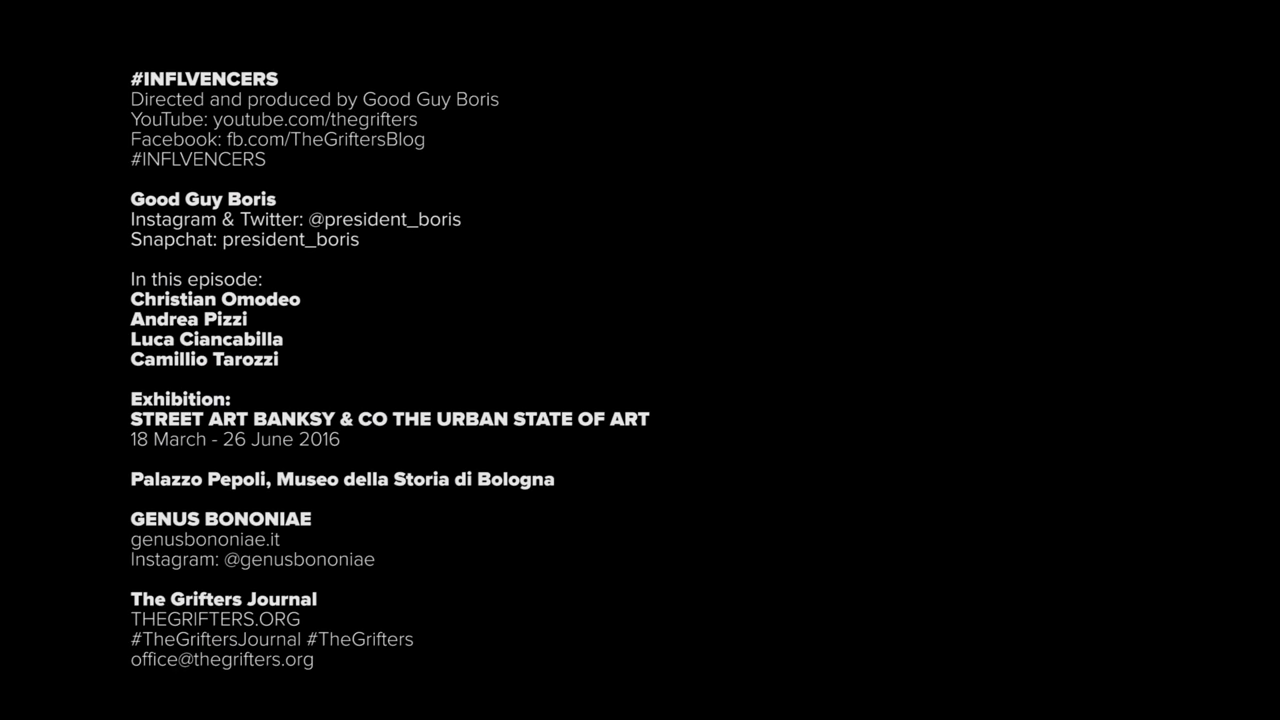 #INFLVENCERS
Directed and produced by Good Guy Boris
YouTube: youtube.com/thegrifters
Facebook: fb.com/TheGriftersBlog
#INFLVENCERS
Good Guy Boris
Instagram & Twitter: @president_boris
Snapchat: president_boris
In this episode:
Christian Omodeo
Andrea Pizzi
Luca Ciancabilla
Camillio Tarozzi
Exhibition:
STREET ART BANKSY & CO THE URBAN STATE OF ART
18 March - 26 June 2016
Palazzo Pepoli, Museo della Storia di Bologna
GENUS BONONIAE
genusbononiae.it
Instagram: @genusbononiae
The Grifters Journal
THEGRIFTERS.ORG
#TheGriftersJournal #TheGrifters
office@thegrifters.org